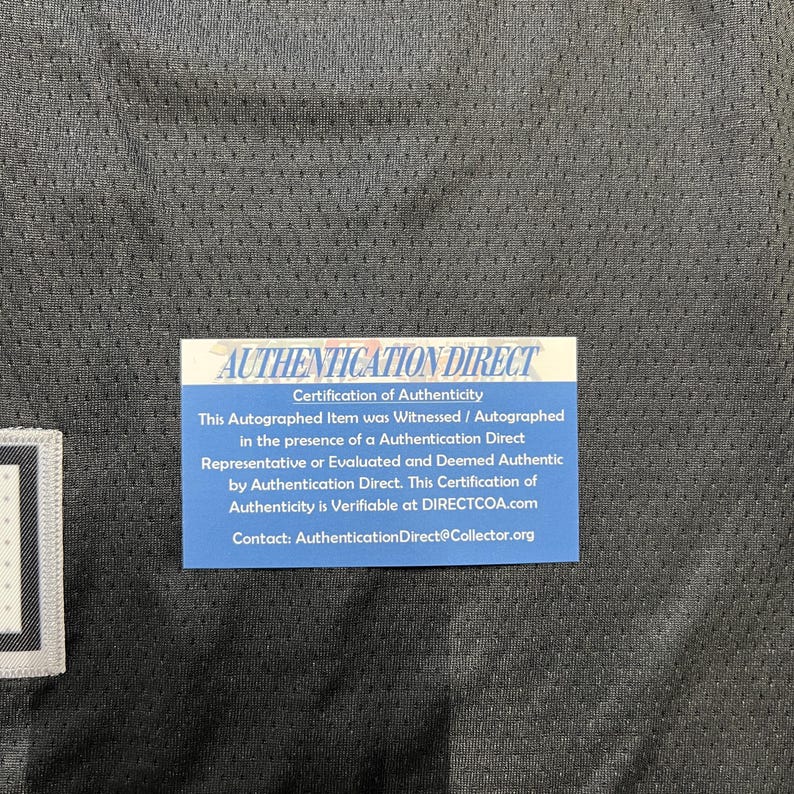 AUTHENTICATION DIRECT
Certification of Authenticity
This Autographed Item was Witnessed / Autographed
in the presence of a Authentication Direct
Representative or Evaluated and Deemed Authentic
by Authentication Direct. This Certification of
Authenticity is Verifiable at DIRECTCOA.com
Contact: AuthenticationDirect@Collector.org